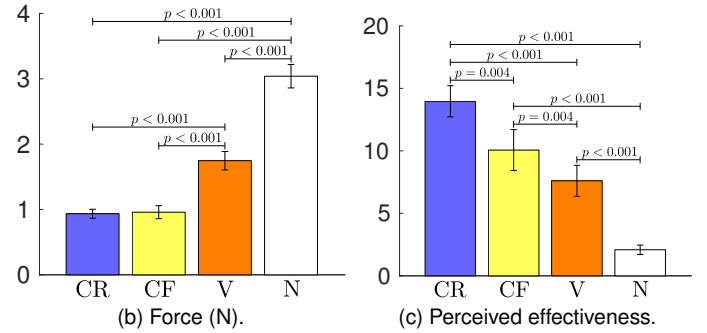 4
3
2
1
0
p < 0.001
p < 0.001
p < 0.001
p < 0.001
p < 0.001
CR CF V N
(b) Force (N).
20
15
10
5
0
p < 0.001
p < 0.001
p = 0.004
p < 0.001
p = 0.004
p < 0.001
CR CF V N
(c) Perceived effectiveness.